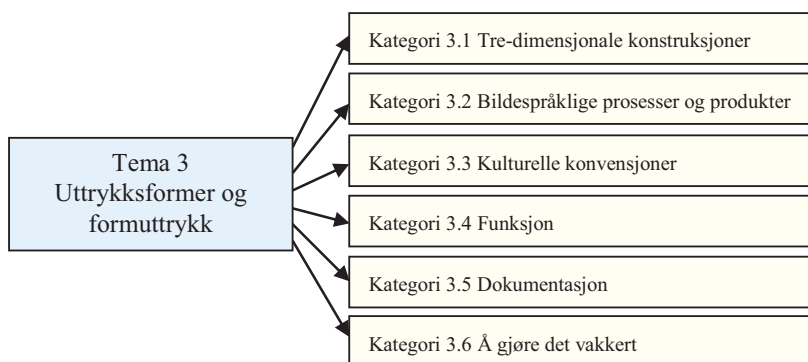 Tema 3
Uttrykksformer og
formuttrykk
Kategori 3.1 Tre-dimensjonale konstruksjoner
Kategori 3.2 Bildespråklige prosesser og produkter
Kategori 3.3 Kulturelle konvensjoner
Kategori 3.4 Funksjon
Kategori 3.5 Dokumentasjon
Kategori 3.6 Å gjøre det vakkert